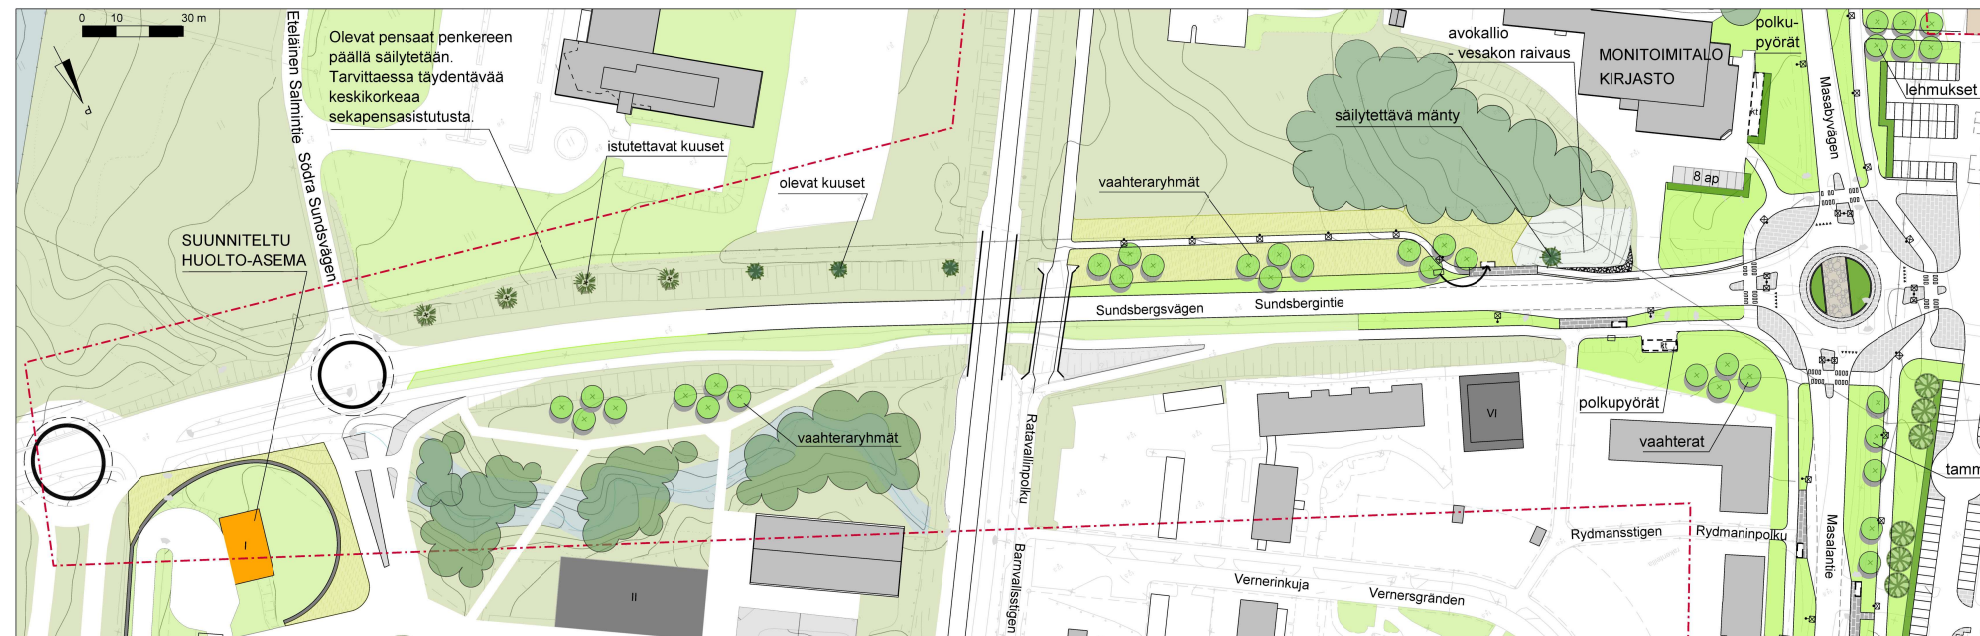 0 10 30 m
P
Eteläinen Salmintie Södra Sundsvägen
Olevat pensaat penkereen
päällä säilytetään.
Tarvittaessa täydentävää
keskikorkeaa
sekapensasistutusta.
istutettavat kuuset
olevat kuuset
SUUNNITELTU
HUOLTO-ASEMA
avokallio
- vesakon raivaus
säilytettävä mänty
vaahteraryhmät
MONITOIMITALO
KIRJASTO
polku-
pyörät
Masabyvägen
lehmukset
8 ap
Sundsbergsvägen Sundsbergintie
polkupyörät
vaahterat
tamm
vaahteraryhmät
VI
I
II
Ratavallinpolku
Barnvallsstigen
Rydmansstigen Rydmaninpolku
Vernerinkuja Vernersgränden
Masalantie